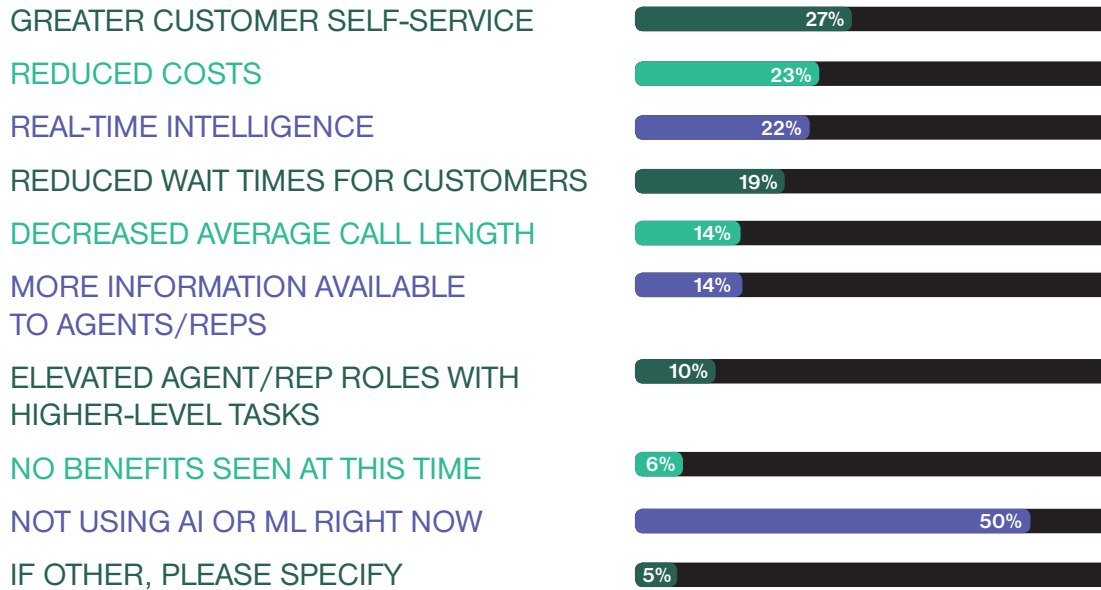 GREATER CUSTOMER SELF-SERVICE 27%
REDUCED COSTS 23%
REAL-TIME INTELLIGENCE 22%
REDUCED WAIT TIMES FOR CUSTOMERS 19%
DECREASED AVERAGE CALL LENGTH 14%
MORE INFORMATION AVAILABLE 14%
TO AGENTS/REPS
ELEVATED AGENT/REP ROLES WITH 10%
HIGHER-LEVEL TASKS
NO BENEFITS SEEN AT THIS TIME 6%
NOT USING AI OR ML RIGHT NOW 50%
IF OTHER, PLEASE SPECIFY 5%